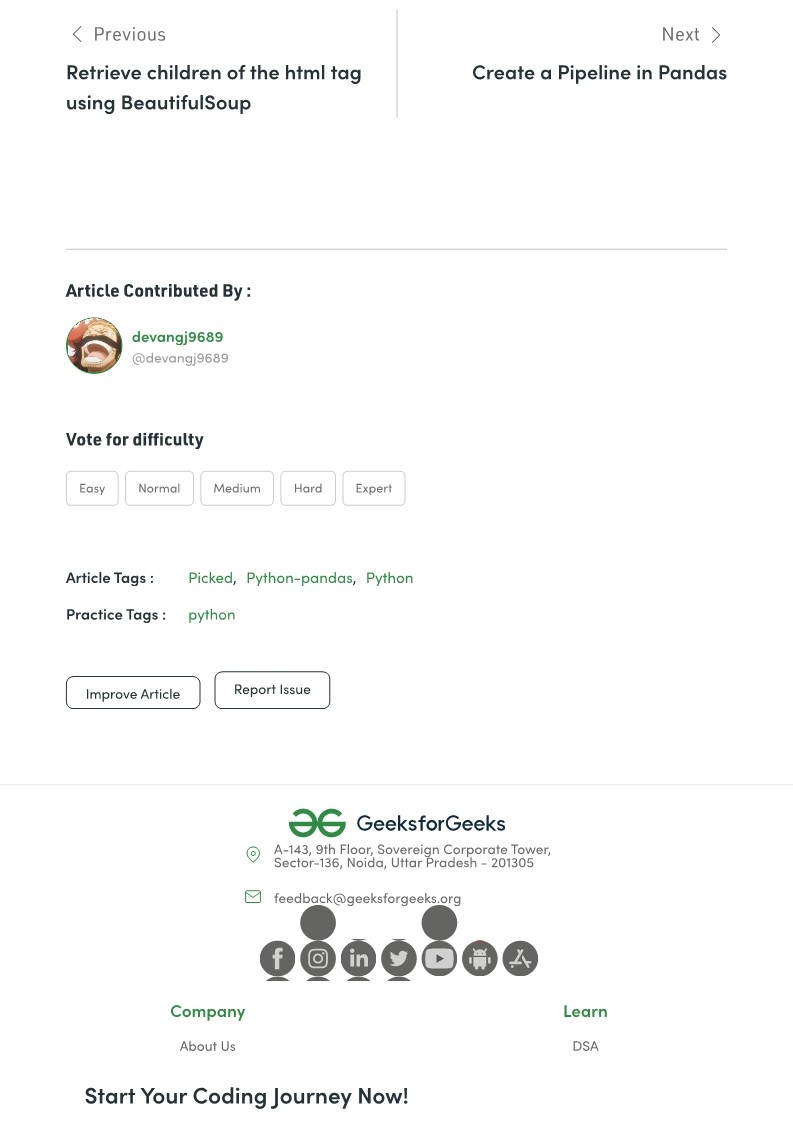 Previous
Next
Retrieve children of the html tag
using BeautifulSoup
Create a Pipeline in Pandas
Article Contributed By :
devangj9689
@devangj9689
Vote for difficulty
Easy Normal Medium Hard Expert
Article Tags : Picked, Python-pandas, Python
Practice Tags : python
Improve Article Report Issue
GeeksforGeeks
A-143, 9th Floor, Sovereign Corporate Tower,
Sector-136, Noida, Uttar Pradesh - 201305
feedback@geeksforgeeks.org
Company Learn
About Us DSA
Start Your Coding Journey Now!